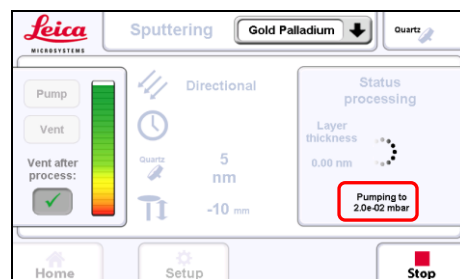 Leica
MICROSYSTEMS
Sputtering
Gold Palladium
Quartz
Pump
Vent
Vent after
process:
Directional
Quartz
5
nm
-10 mm
Status
processing
Layer
thickness
0.00 nm
Pumping to
2.0e-02 mbar
Home
Setup
Stop